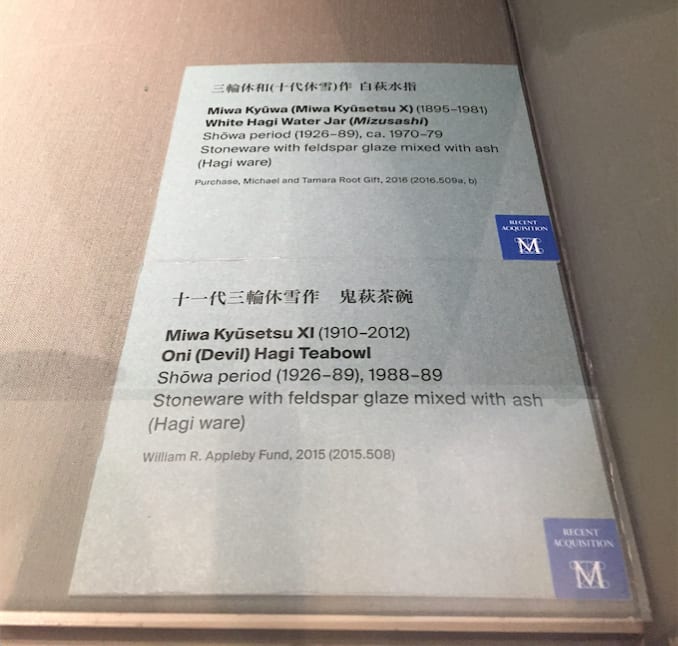 三輪休和(十代休雪)作 白萩水指
Miwa Kyūwa (Miwa Kyūsetsu X) (1895–1981)
White Hagi Water Jar (Mizusashi)
Shōwa period (1926–89), ca. 1970–79
Stoneware with feldspar glaze mixed with ash
(Hagi ware)
Purchase, Michael and Tamara Root Gift, 2016 (2016.509a, b)
RECENT
ACQUISITION
M
十一代三輪休雪作 鬼萩茶碗
Miwa Kyūsetsu XI (1910–2012)
Oni (Devil) Hagi Teabowl
Shōwa period (1926–89), 1988–89
Stoneware with feldspar glaze mixed with ash
(Hagi ware)
William R. Appleby Fund, 2015 (2015.508)
RECENT
ACQUISITION
M